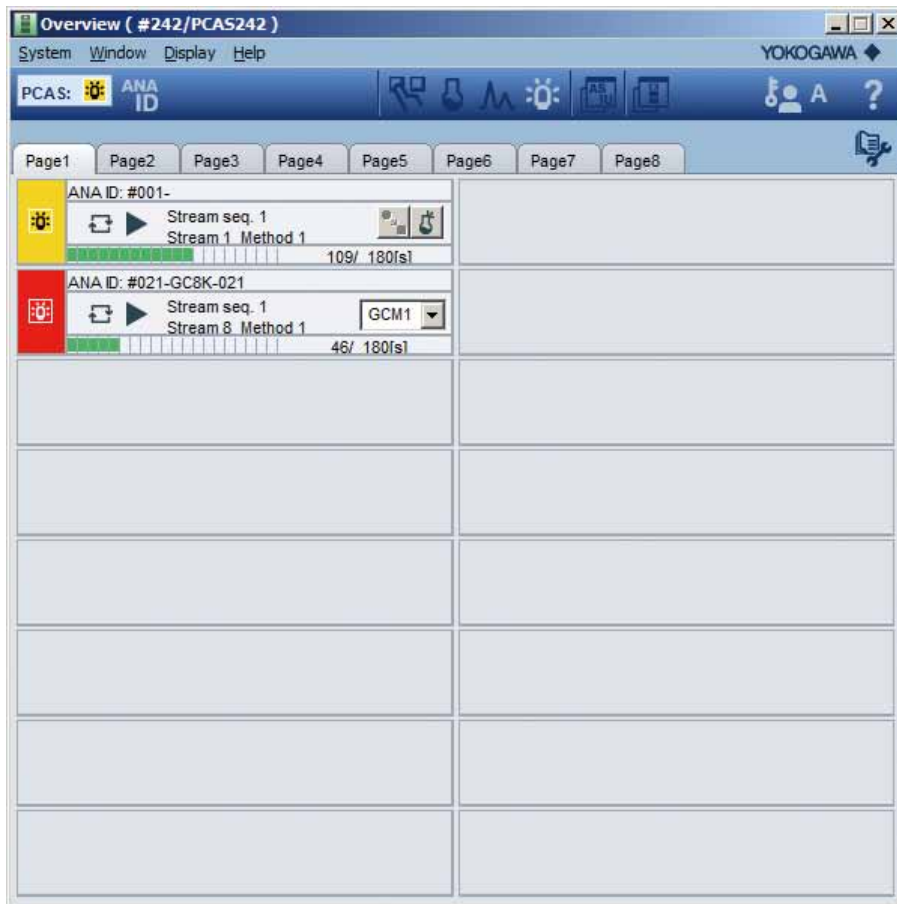 Overview ( #242/PCAS242 )
System Window Display Help YOKOGAWA
PCAS: ANA ID A ?
Page1 Page2 Page3 Page4 Page5 Page6 Page7 Page8
ANA ID: #001-
Stream seq. 1
Stream 1 Method 1
109/ 180[s]
ANA ID: #021-GC8K-021
Stream seq. 1
Stream 8 Method 1
GCM1
46/ 180[s]